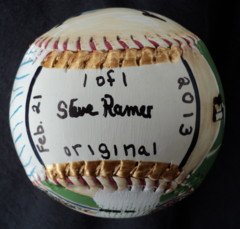 1 of 1
Steve Ramer
original
Feb. 21
2013